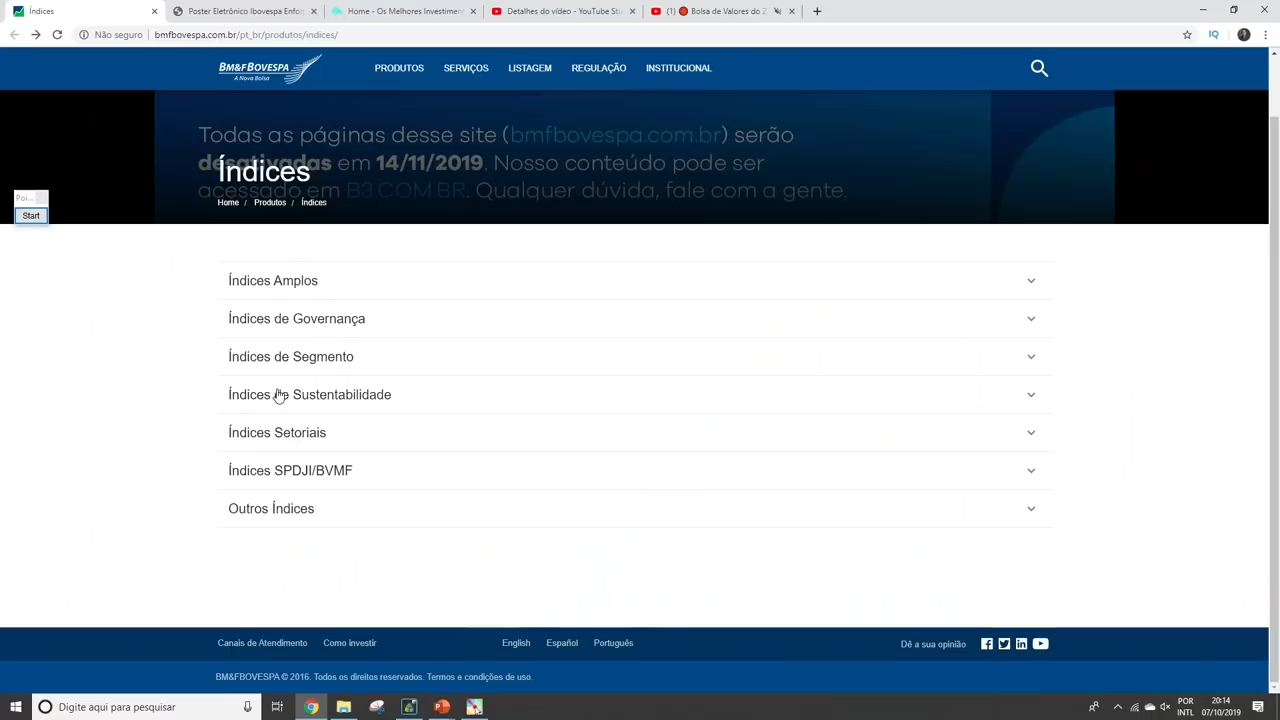 Índices
Poster Eletrônico Bovespa Enfoq
Home - Os Melhores Investiment
Detalhes do vídeo - YouTube Stu
(1) Bolsa de Valores do Z
Não seguro
bmfbovespa.com.br/pt_br/produtos/indices/
IQ
BM&FBOVESPA
A Nova Bolsa
PRODUTOS
SERVIÇOS
LISTAGEM
REGULAÇÃO
INSTITUCIONAL
Todas as páginas desse site (bmfbovespa.com.br) serão
desativadas em 14/11/2019. Nosso conteúdo pode ser
acessado em B3.COM.BR. Qualquer dúvida, fale com a gente.
Índices
Home / Produtos / Índices
Poi...
Start
Índices Amplos
Índices de Governança
Índices de Segmento
Índices de Sustentabilidade
Índices Setoriais
Índices SPDJI/BVMF
Outros Índices
Canais de Atendimento
Como investir
English
Español
Português
Dê a sua opinião
BM&FBOVESPA © 2016. Todos os direitos reservados. Termos e condições de uso.
Digite aqui para pesquisar
POR
INTL
20:14
07/10/2019